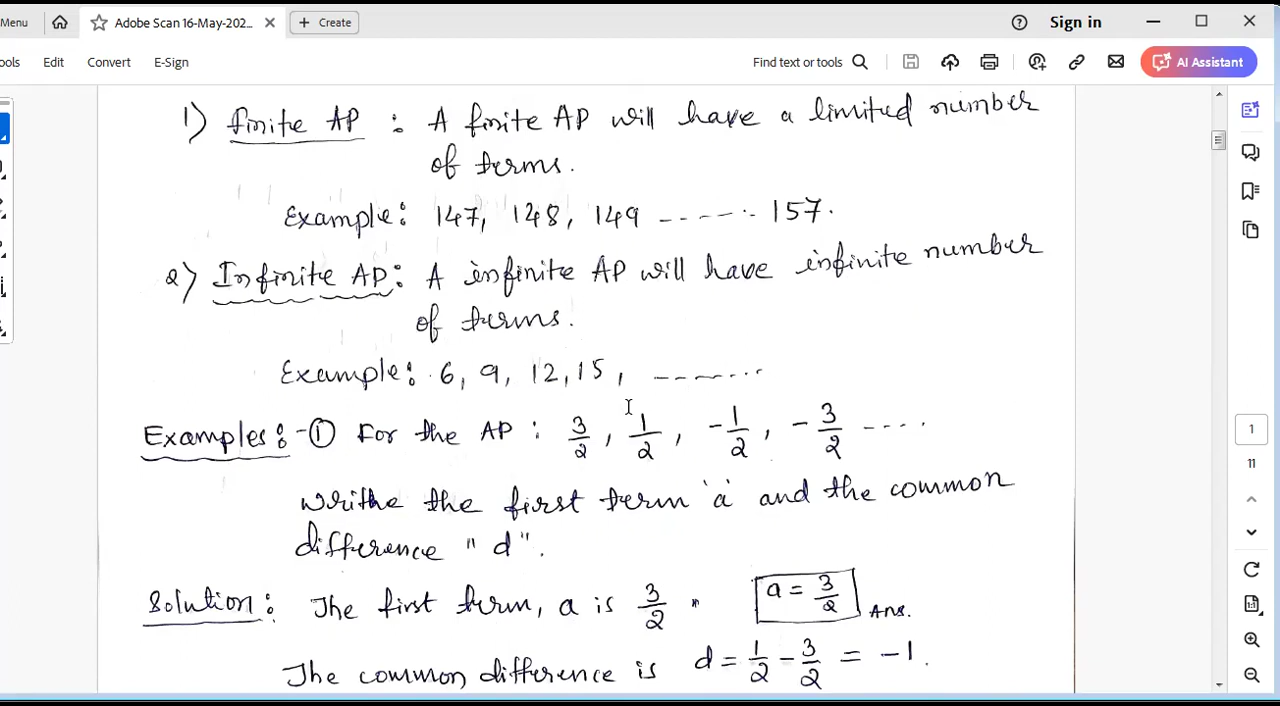 Menu Adobe Scan 16-May-202... × + Create Sign in
ools Edit Convert E-Sign Find text or tools AI Assistant
1) finite AP : A finite AP will have a limited number
of terms.
Example: 147, 148, 149 ------- 157.
2) Infinite AP: A infinite AP will have infinite number
of terms.
Example: 6, 9, 12, 15, -------
Examples:-① For the AP : 3/2, 1/2, -1/2, -3/2 ----
Writhe the first term 'a' and the common
difference "d".
1
11
Solution: The first term, a is 3/2 " a = 3/2 Ans.
The common difference is d = 1/2 - 3/2 = -1.